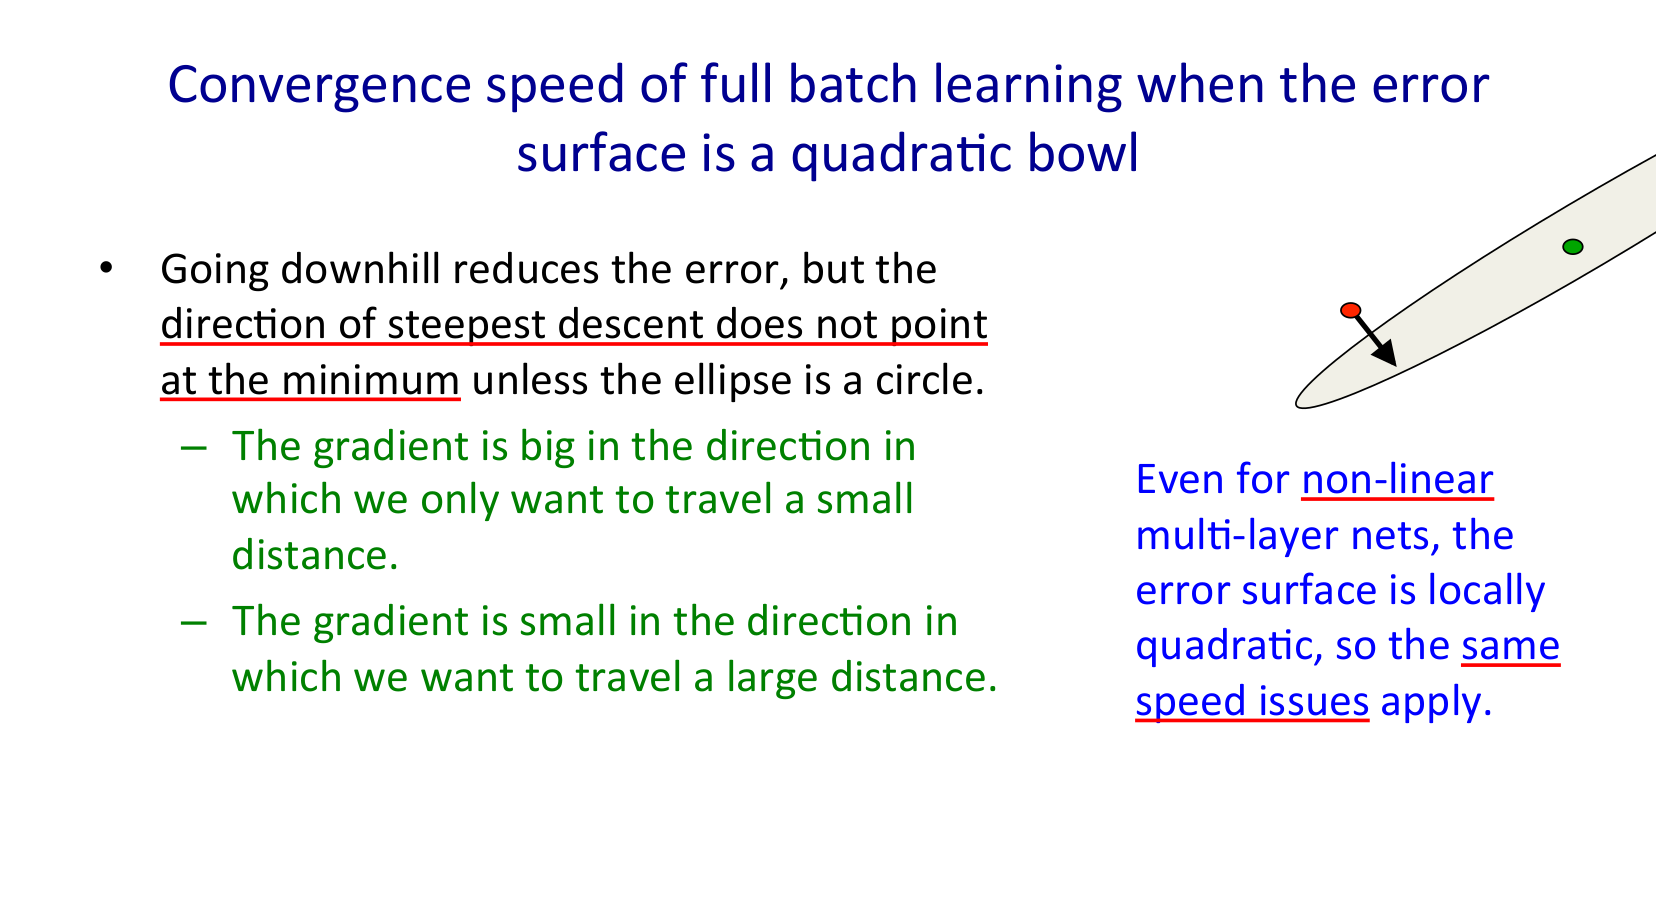 Convergence speed of full batch learning when the error
surface is a quadratic bowl
• Going downhill reduces the error, but the
direction of steepest descent does not point
at the minimum unless the ellipse is a circle.
– The gradient is big in the direction in
which we only want to travel a small
distance.
– The gradient is small in the direction in
which we want to travel a large distance.
Even for non-linear
multi-layer nets, the
error surface is locally
quadratic, so the same
speed issues apply.